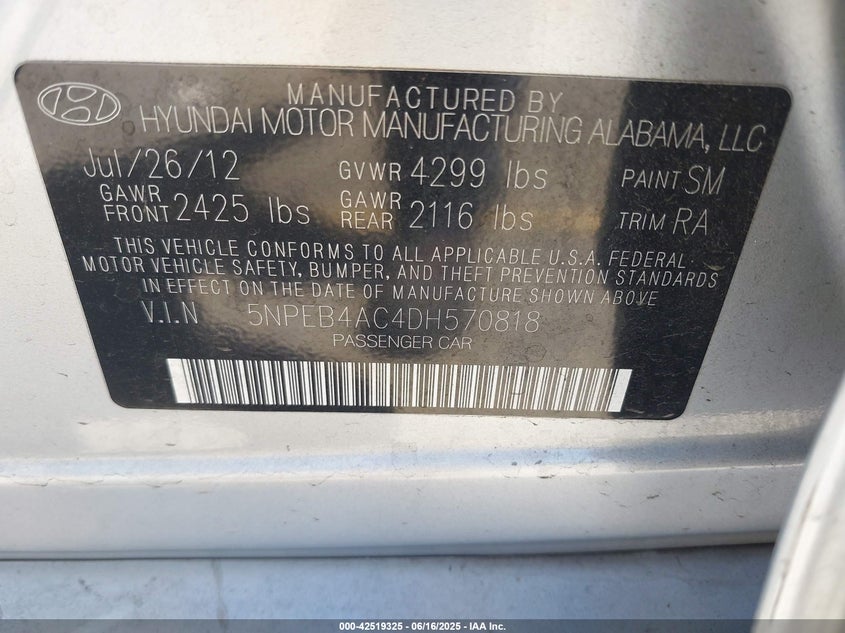 MANUFACTURED BY
HYUNDAI MOTOR MANUFACTURING ALABAMA, LLC
Jul/26/12 GVWR 4299 lbs PAINT SM
GAWR FRONT 2425 lbs GAWR REAR 2116 lbs TRIM RA
THIS VEHICLE CONFORMS TO ALL APPLICABLE U.S.A. FEDERAL
MOTOR VEHICLE SAFETY, BUMPER, AND THEFT PREVENTION STANDARDS
IN EFFECT ON THE DATE OF MANUFACTURE SHOWN ABOVE
V.I.N 5NPEB4AC4DH570818
PASSENGER CAR
000-42519325 - 06/16/2025 - IAA Inc.